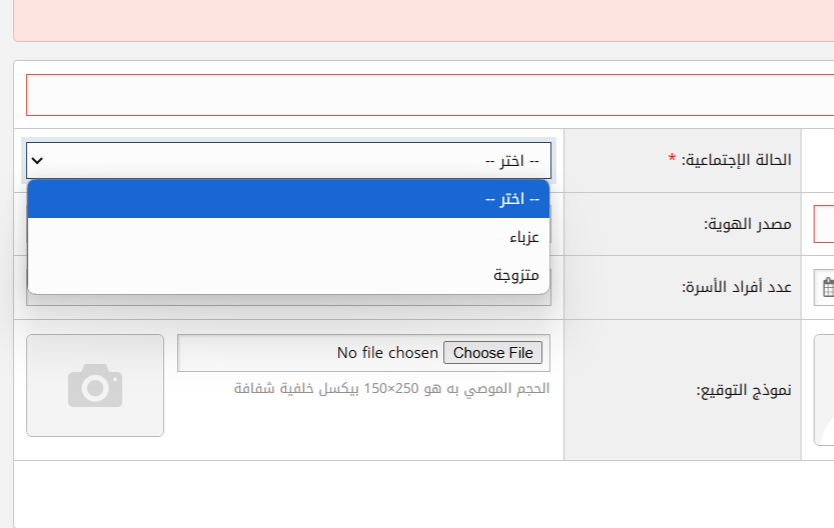 الحالة الإجتماعية: *
-- اختر --
-- اختر --
عزباء
متزوجة
مصدر الهوية:
عدد أفراد الأسرة:
نموذج التوقيع:
Choose File No file chosen
الحجم الموصي به هو 250×150 بيكسل خلفية شفافة